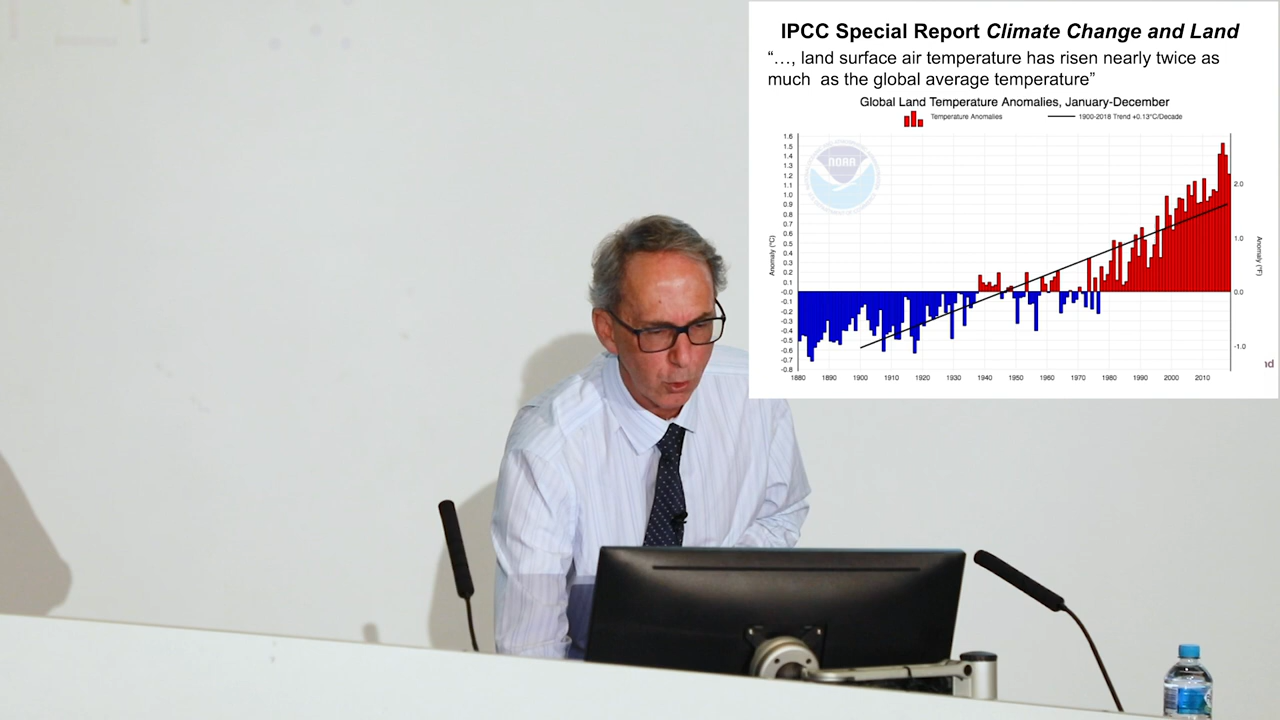 IPCC Special Report Climate Change and Land
“…, land surface air temperature has risen nearly twice as
much as the global average temperature”
Global Land Temperature Anomalies, January-December
Temperature Anomalies
1900-2018 Trend +0.13°C/Decade
noaa
Anomaly (°C)
1.6
1.5
1.4
1.3
1.2
1.1
1.0
0.9
0.8
0.7
0.6
0.5
0.4
0.3
0.2
0.1
-0.0
-0.1
-0.2
-0.3
-0.4
-0.5
-0.6
-0.7
-0.8
2.0
1.0
0.0
-1.0
Anomaly (°F)
1880 1890 1900 1910 1920 1930 1940 1950 1960 1970 1980 1990 2000 2010